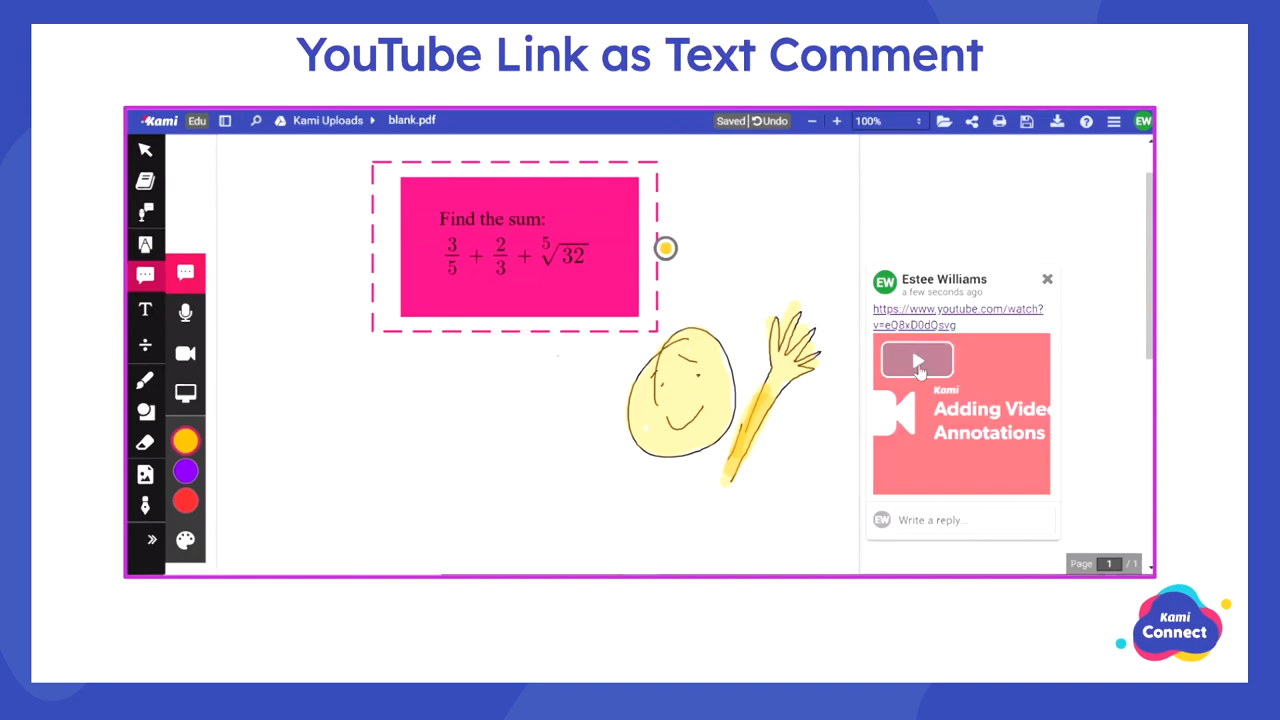 YouTube Link as Text Comment
Kami Edu Kami Uploads blank.pdf Saved Undo 100% EW
Find the sum:
3/5 + 2/3 + ⁵√32
EW Estee Williams
a few seconds ago
https://www.youtube.com/watch?
v=eQ8xD0dQsvg
Kami
Adding Vide
Annotations
EW Write a reply...
Page 1 / 1
Kami
Connect